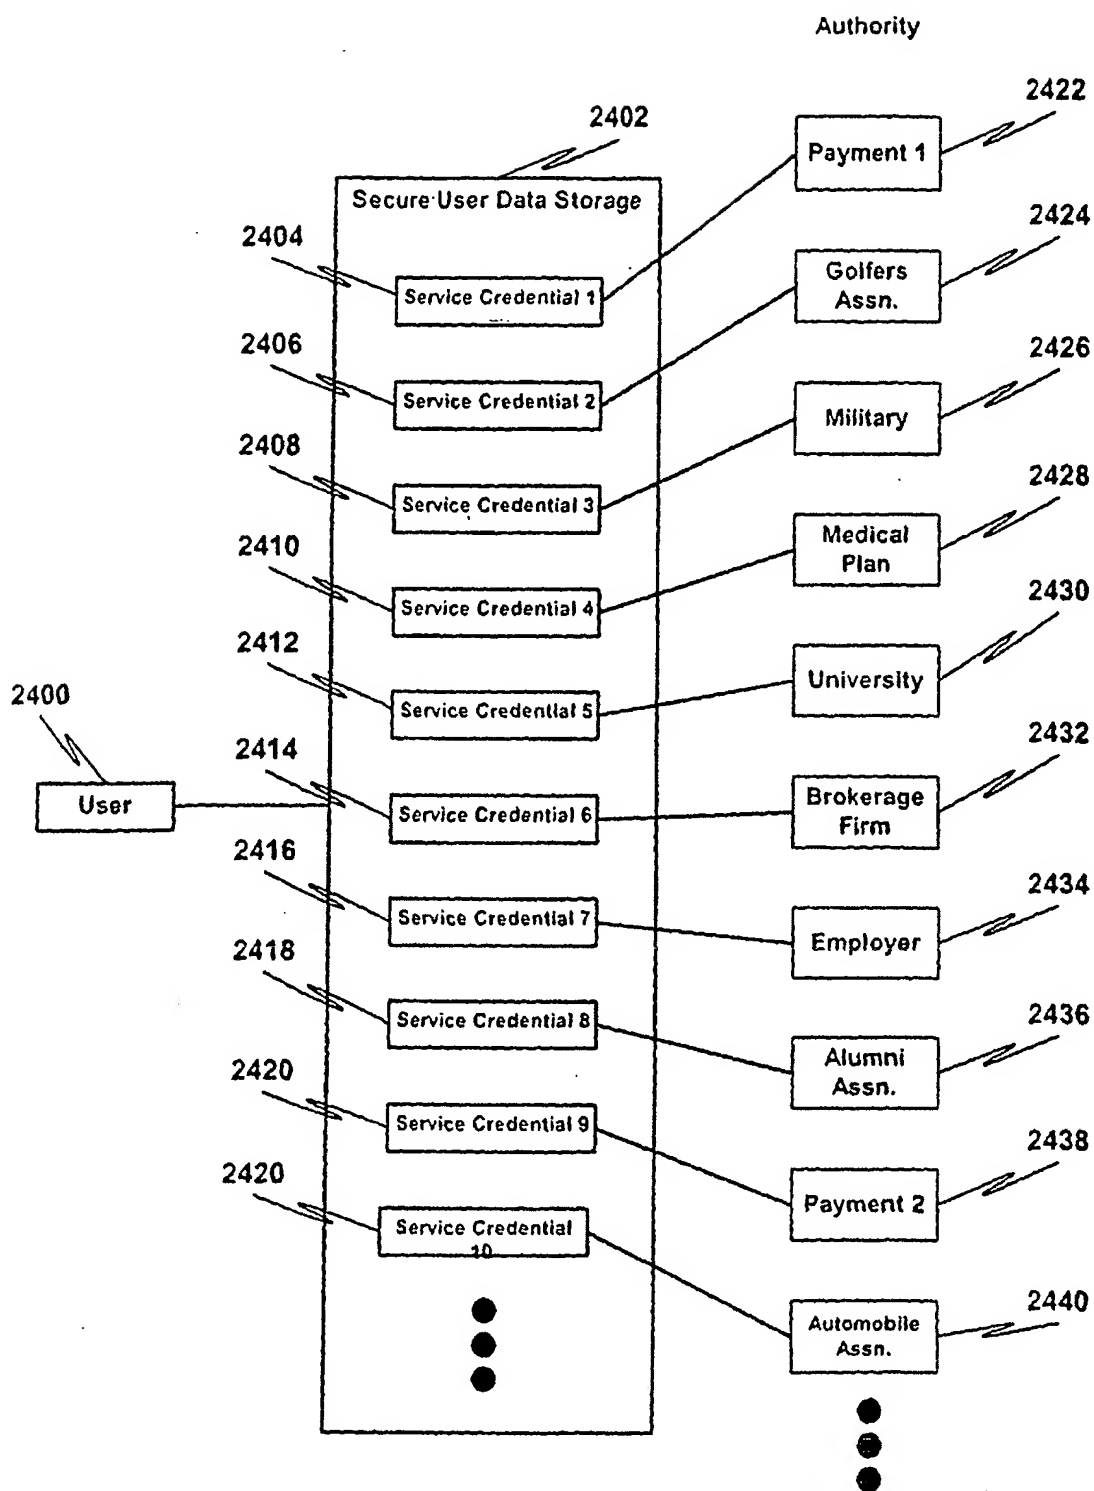 Authority
2402
2422
Payment 1
Secure User Data Storage
2404
2424
Service Credential 1
Golfers
Assn.
2406
2426
Service Credential 2
Military
2408
2428
Service Credential 3
Medical
Plan
2410
2430
Service Credential 4
University
2412
Service Credential 5
2400
User
2414
2432
Service Credential 6
Brokerage
Firm
2416
2434
Service Credential 7
Employer
2418
2436
Service Credential 8
Alumni
Assn.
2420
2438
Service Credential 9
Payment 2
2420
Service Credential
10
2440
Automobile
Assn.